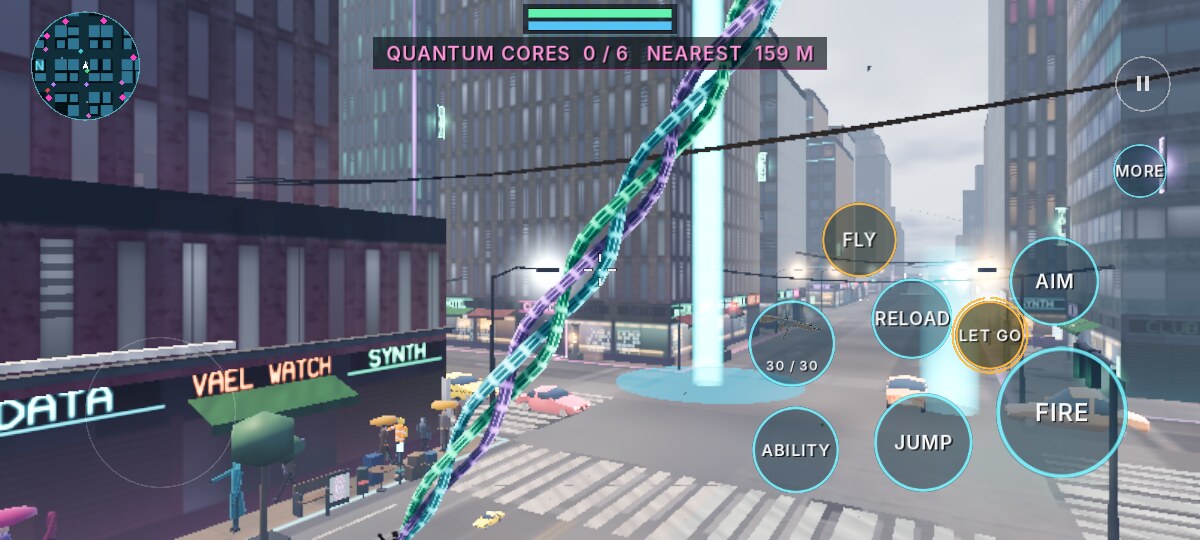 QUANTUM CORES 0 / 6 NEAREST 159 M
N
MORE
FLY
AIM
RELOAD
LET GO
30 / 30
FIRE
ABILITY
JUMP
VAEL WATCH
SYNTH
DATA
SYNTH